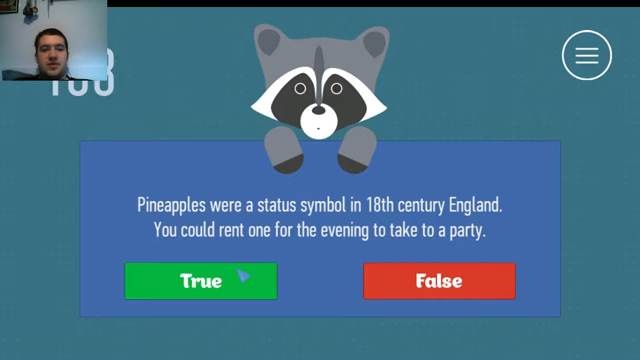 Pineapples were a status symbol in 18th century England.
You could rent one for the evening to take to a party.
True
False